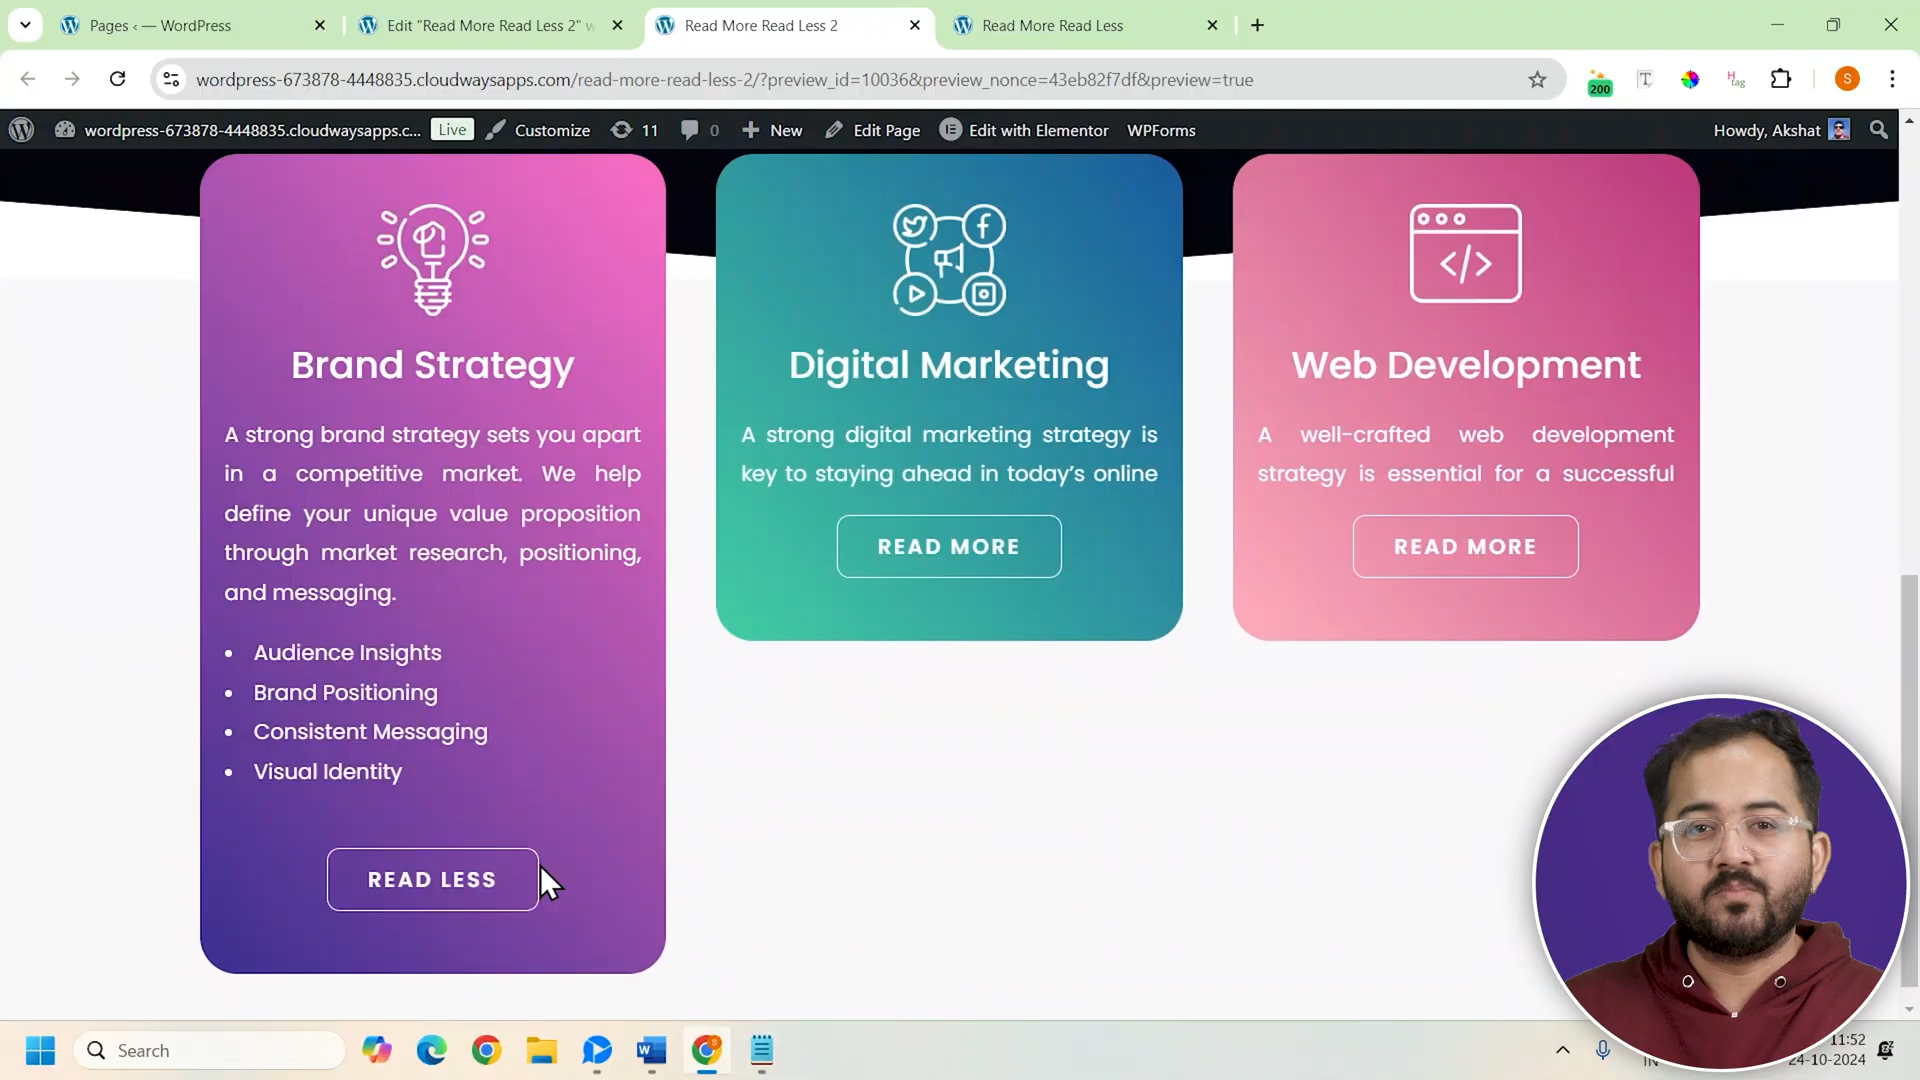 Pages ‹ — WordPress
Edit “Read More Read Less 2” w
Read More Read Less 2
Read More Read Less
wordpress-673878-4448835.cloudwaysapps.com/read-more-read-less-2/?preview_id=10036&preview_nonce=43eb82f7df&preview=true
200
T
H
tag
S
wordpress-673878-4448835.cloudwaysapps.c...
Live
Customize
11
0
New
Edit Page
Edit with Elementor
WPForms
Howdy, Akshat
Brand Strategy
A strong brand strategy sets you apart
in a competitive market. We help
define your unique value proposition
through market research, positioning,
and messaging.
• Audience Insights
• Brand Positioning
• Consistent Messaging
• Visual Identity
READ LESS
Digital Marketing
A strong digital marketing strategy is
key to staying ahead in today’s online
READ MORE
</>
Web Development
A well-crafted web development
strategy is essential for a successful
READ MORE
Search
IN
11:52
24-10-2024